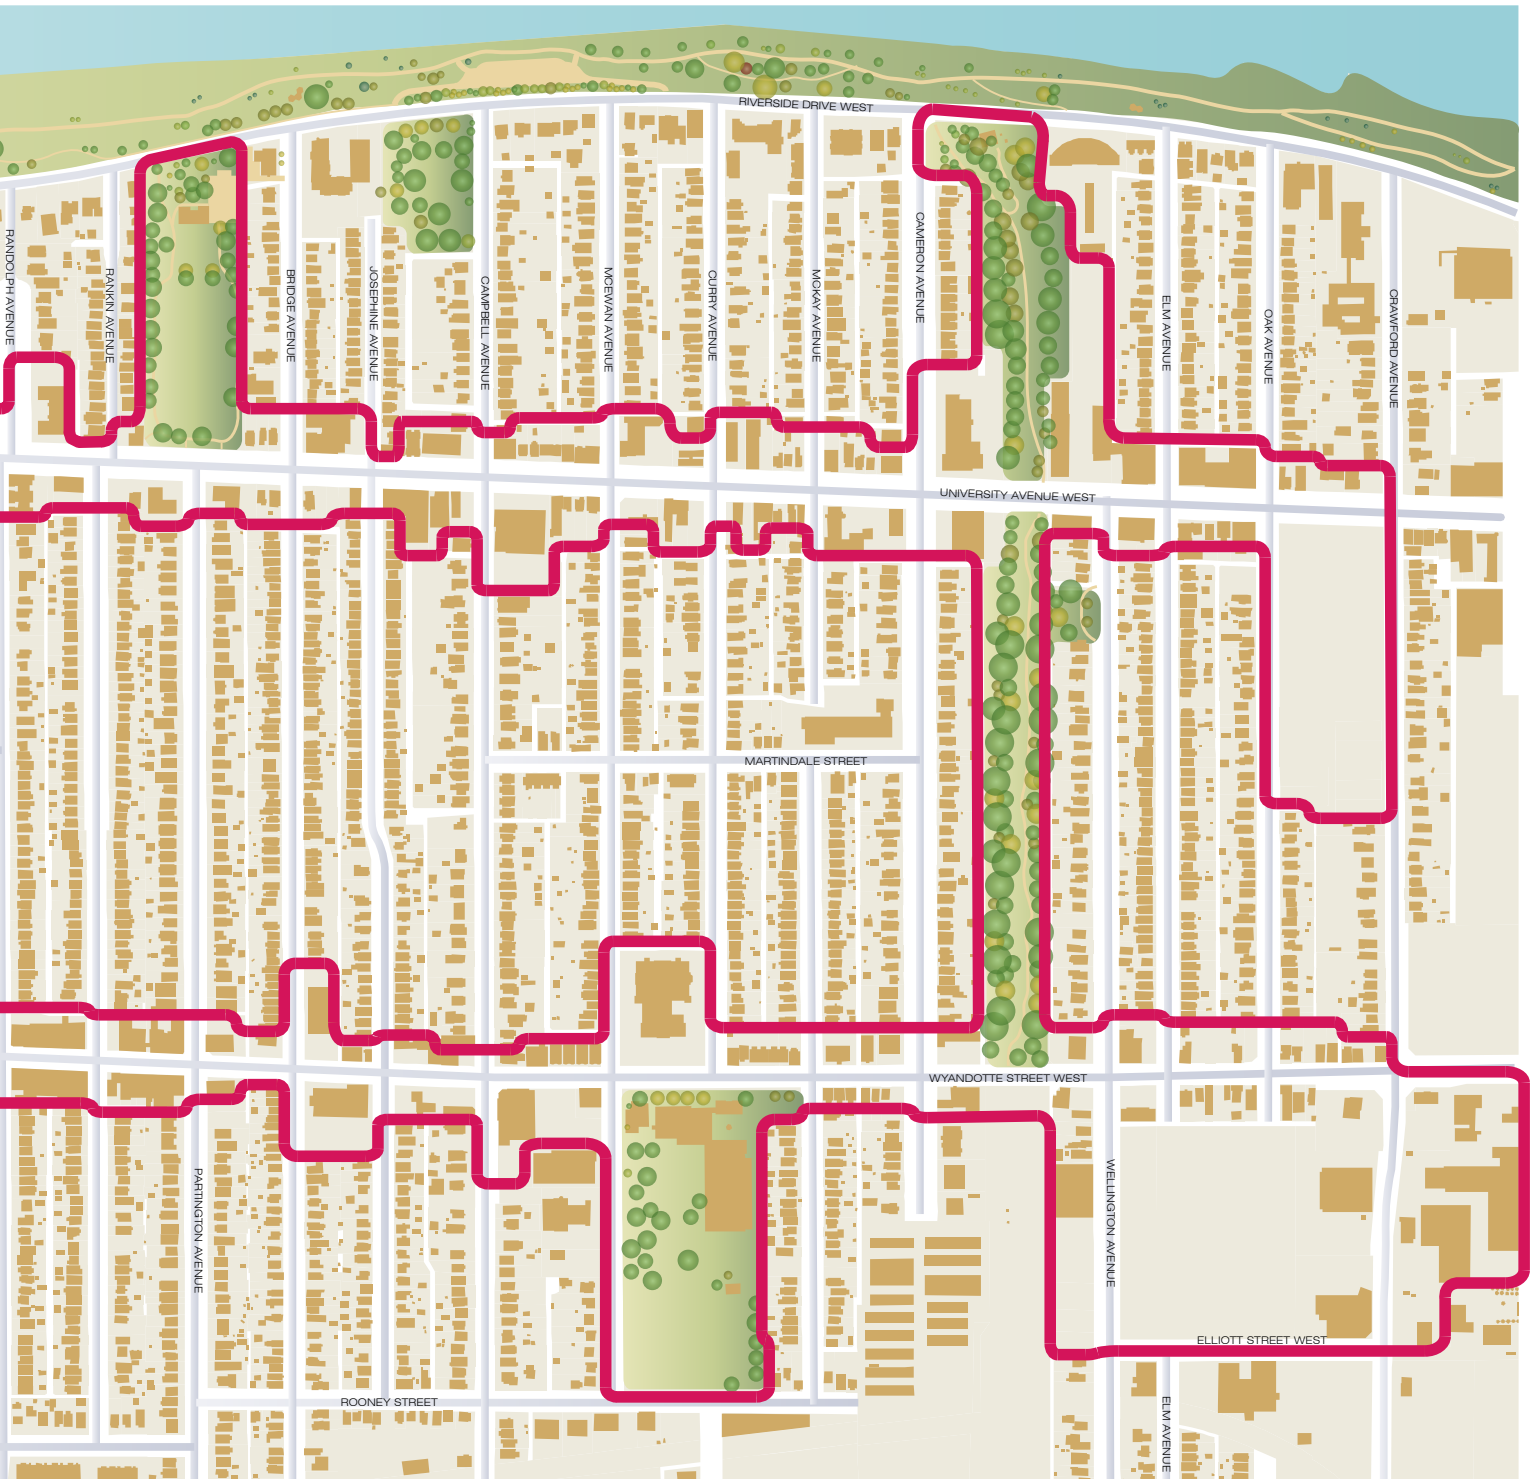 RIVERSIDE DRIVE WEST
RANDOLPH AVENUE
RANKIN AVENUE
BRIDGE AVENUE
JOSEPHINE AVENUE
CAMPBELL AVENUE
MCEWAN AVENUE
CURRY AVENUE
MCKAY AVENUE
CAMERON AVENUE
ELM AVENUE
OAK AVENUE
CRAWFORD AVENUE
UNIVERSITY AVENUE WEST
MARTINDALE STREET
WYANDOTTE STREET WEST
PARTINGTON AVENUE
WELLINGTON AVENUE
ELLIOTT STREET WEST
ROONEY STREET
ELM AVENUE